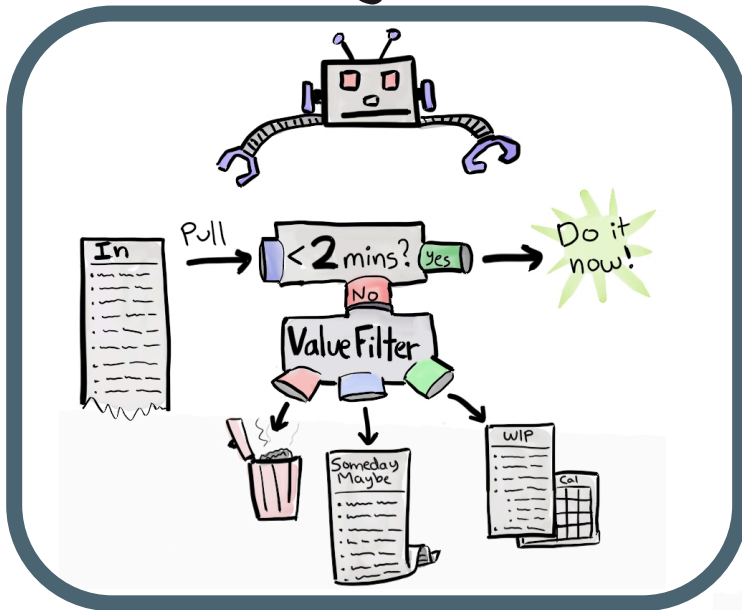 In
Pull
<2 mins?
Yes
Do it
now!
No
Value Filter
Someday
Maybe
WIP
Cal